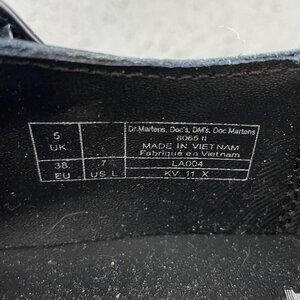 5
UK
38
EU
7
US L
Dr.Martens, Doc's, DM's, Doc Martens
8065 II
MADE IN VIETNAM
Fabriqué en Vietnam
LA004
KV 11 X